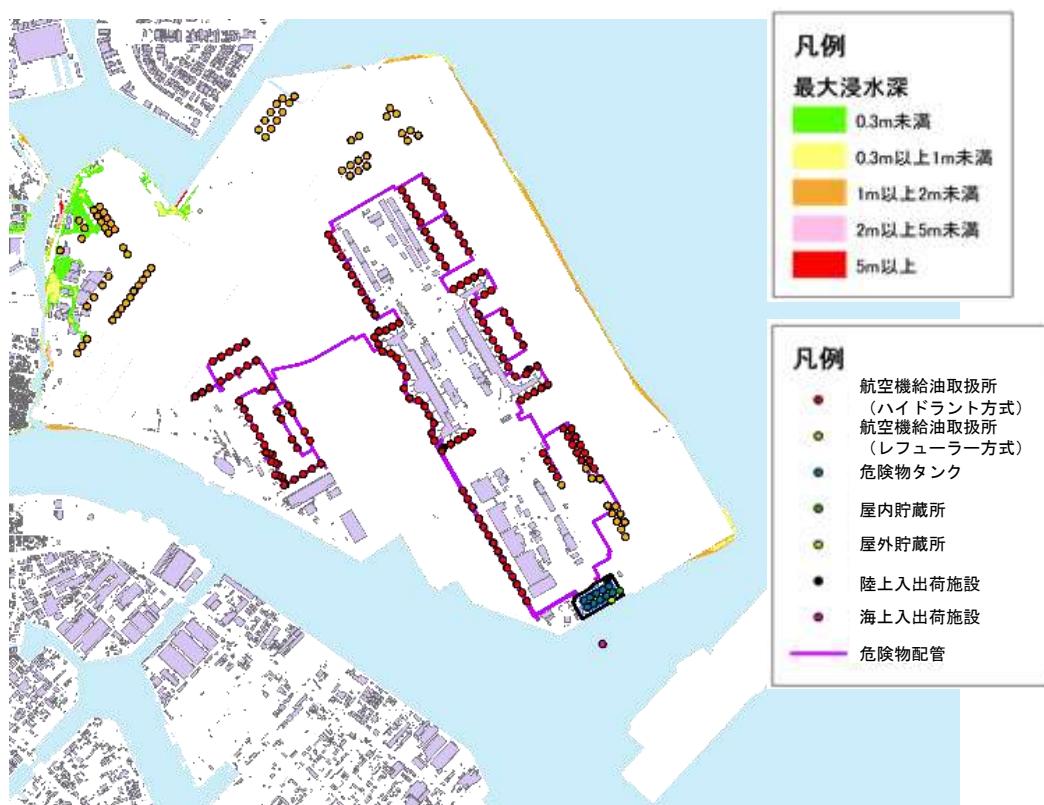 凡例
最大浸水深
0.3m未満
0.3m以上1m未満
1m以上2m未満
2m以上5m未満
5m以上
凡例
航空機給油取扱所
（ハイドラント方式）
航空機給油取扱所
（レフューラー方式）
危険物タンク
屋内貯蔵所
屋外貯蔵所
陸上入出荷施設
海上入出荷施設
危険物配管